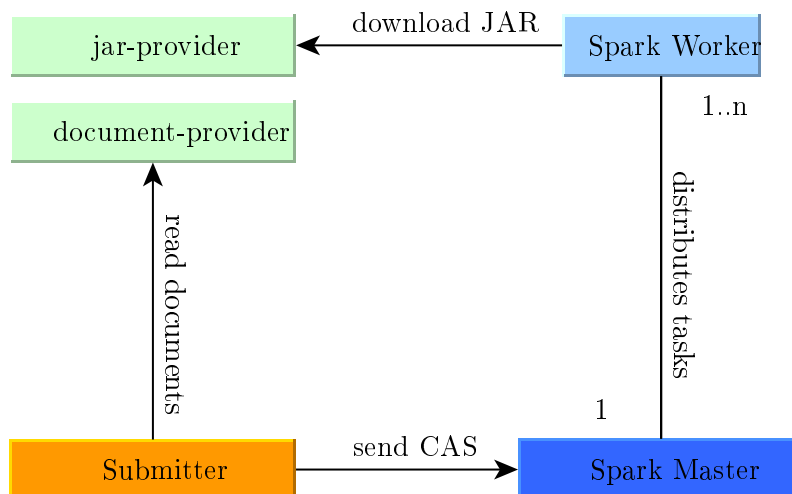 download JAR
jar-provider
Spark Worker
1..n
document-provider
read documents
distributes tasks
1
send CAS
Submitter
Spark Master